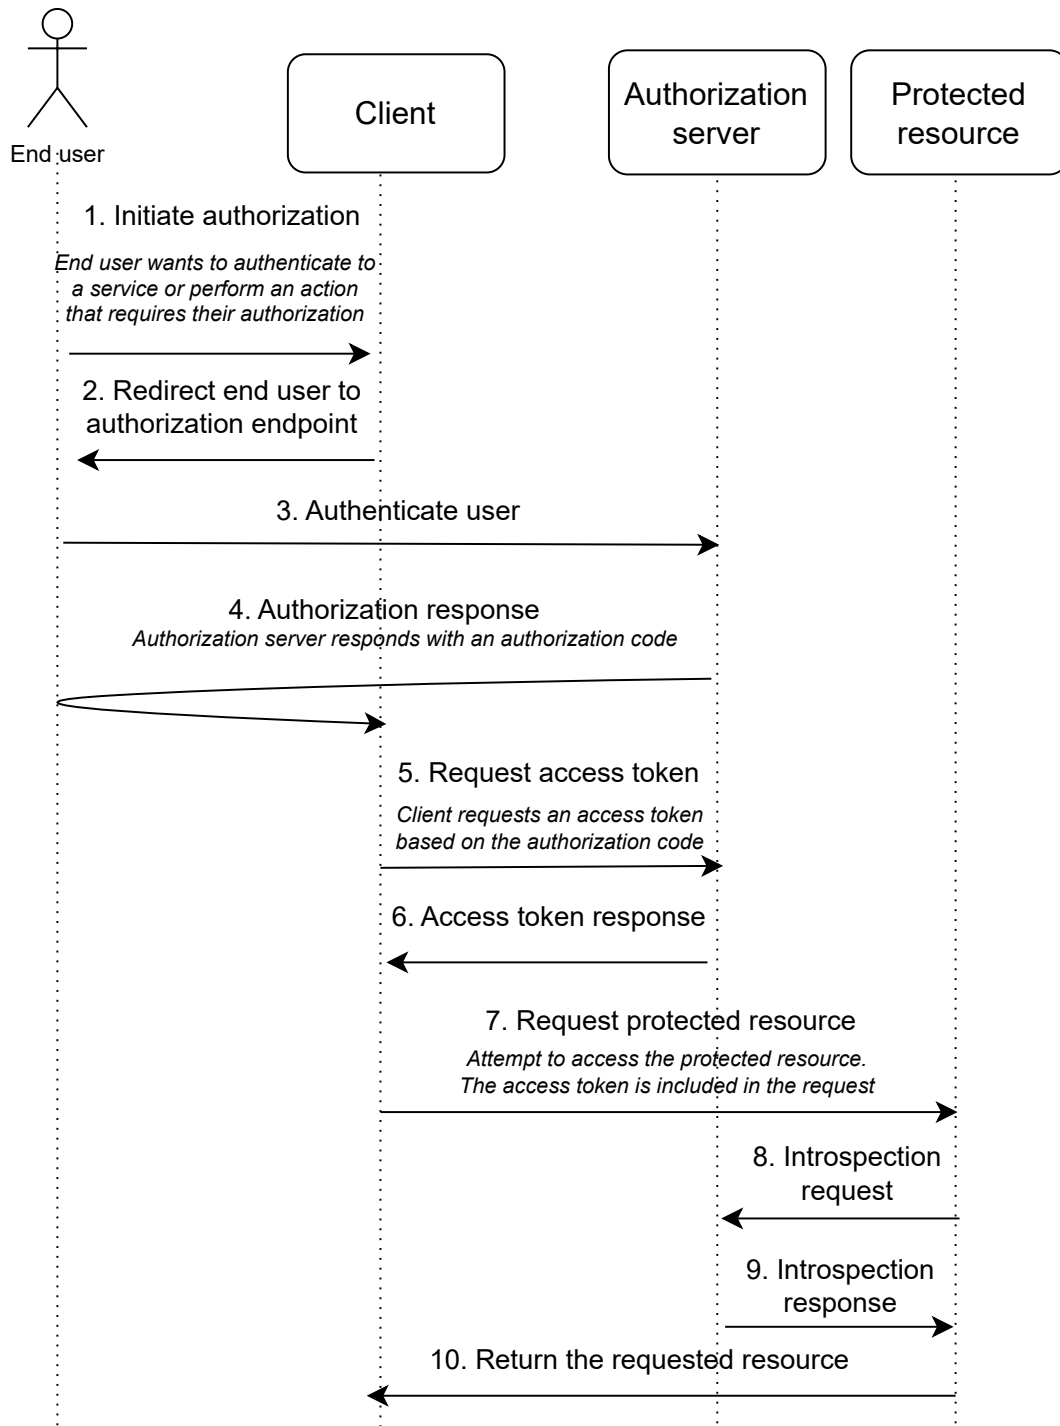 End user
Client
Authorization
server
Protected
resource
1. Initiate authorization
End user wants to authenticate to
a service or perform an action
that requires their authorization
2. Redirect end user to
authorization endpoint
3. Authenticate user
4. Authorization response
Authorization server responds with an authorization code
5. Request access token
Client requests an access token
based on the authorization code
6. Access token response
7. Request protected resource
Attempt to access the protected resource.
The access token is included in the request
8. Introspection
request
9. Introspection
response
10. Return the requested resource